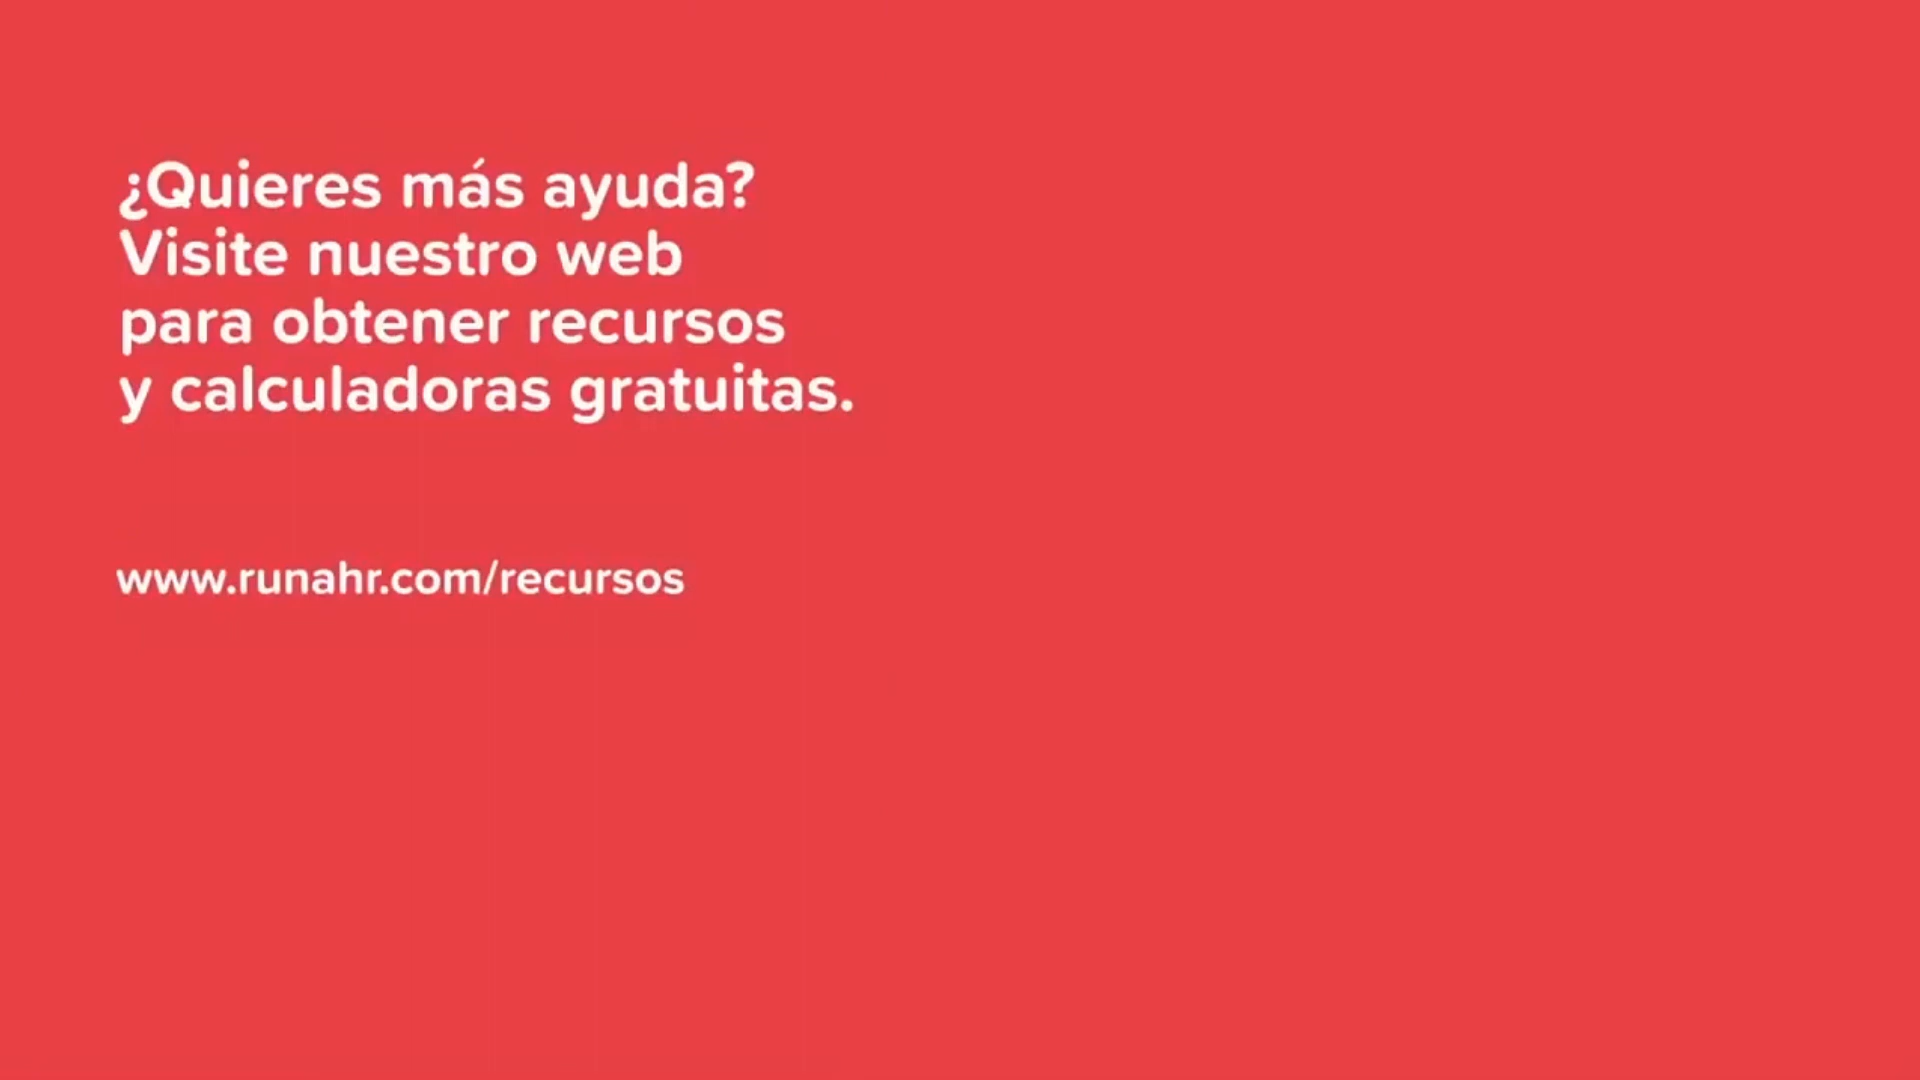 ¿Quieres más ayuda?
Visite nuestro web
para obtener recursos
y calculadoras gratuitas.
www.runahr.com/recursos